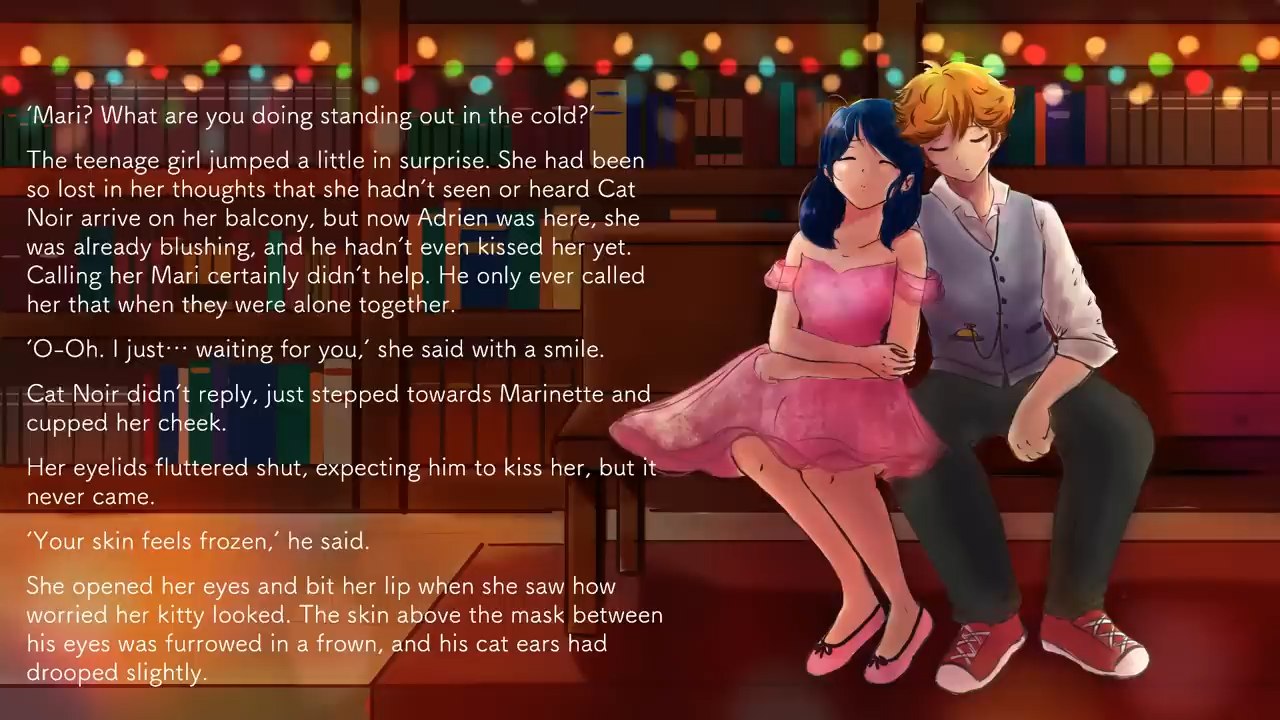 ‘Mari? What are you doing standing out in the cold?’
The teenage girl jumped a little in surprise. She had been
so lost in her thoughts that she hadn’t seen or heard Cat
Noir arrive on her balcony, but now Adrien was here, she
was already blushing, and he hadn’t even kissed her yet.
Calling her Mari certainly didn’t help. He only ever called
her that when they were alone together.
‘O-Oh. I just… waiting for you,’ she said with a smile.
Cat Noir didn’t reply, just stepped towards Marinette and
cupped her cheek.
Her eyelids fluttered shut, expecting him to kiss her, but it
never came.
‘Your skin feels frozen,’ he said.
She opened her eyes and bit her lip when she saw how
worried her kitty looked. The skin above the mask between
his eyes was furrowed in a frown, and his cat ears had
drooped slightly.